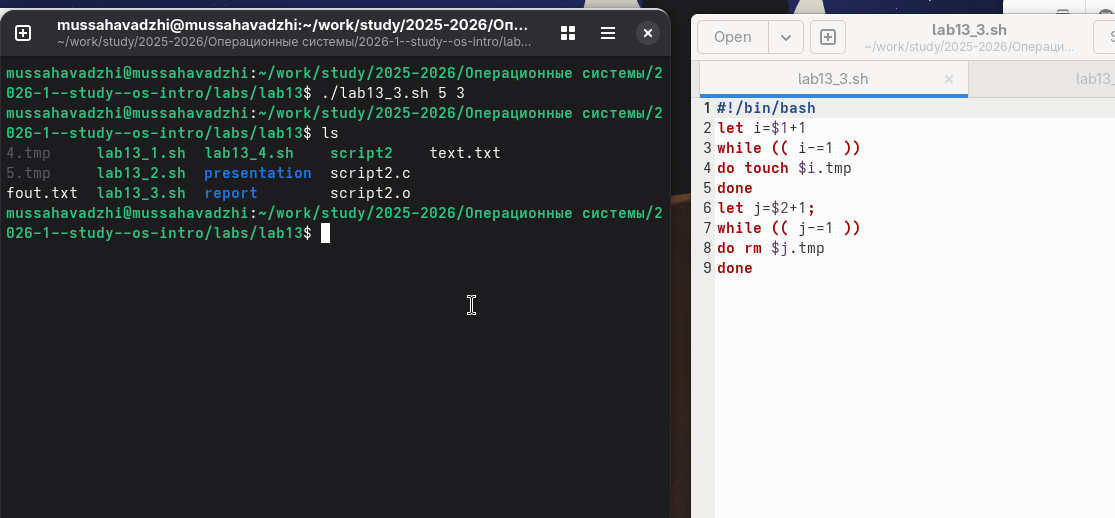 mussahavadzhi@mussahavadzhi:~/work/study/2025-2026/Оп...
~/work/study/2025-2026/Операционные системы/2026-1--study--os-intro/lab...
mussahavadzhi@mussahavadzhi:~/work/study/2025-2026/Операционные системы/2
026-1--study--os-intro/labs/lab13$ ./lab13_3.sh 5 3
mussahavadzhi@mussahavadzhi:~/work/study/2025-2026/Операционные системы/2
026-1--study--os-intro/labs/lab13$ ls
4.tmp lab13_1.sh lab13_4.sh script2 text.txt
5.tmp lab13_2.sh presentation script2.c
fout.txt lab13_3.sh report script2.o
mussahavadzhi@mussahavadzhi:~/work/study/2025-2026/Операционные системы/2
026-1--study--os-intro/labs/lab13$
Open
lab13_3.sh
~/work/study/2025-2026/Операци...
S
lab13_3.sh
lab13_
1 #!/bin/bash
2 let i=$1+1
3 while (( i-=1 ))
4 do touch $i.tmp
5 done
6 let j=$2+1;
7 while (( j-=1 ))
8 do rm $j.tmp
9 done